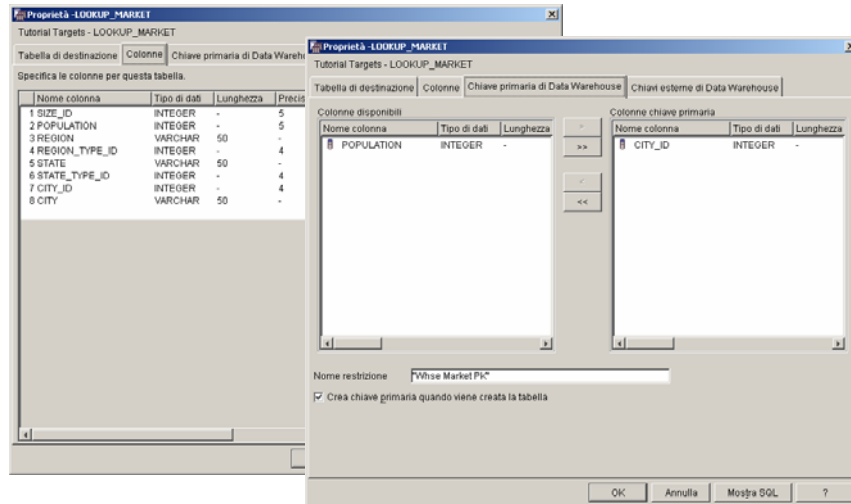 Proprietà -LOOKUP_MARKET
Tutorial Targets - LOOKUP_MARKET
Tabella di destinazione Colonne Chiave primaria di Data
Specifica le colonne per questa tabella.
Nome colonna Tipo di dati Lunghezza
1 SIZE_ID INTEGER - 5
2 POPULATION INTEGER - 5
3 REGION VARCHAR 50 -
4 REGION_TYPE_ID INTEGER - 4
5 STATE VARCHAR 50 -
6 STATE_TYPE_ID INTEGER - 4
7 CITY_ID INTEGER - 4
8 CITY VARCHAR 50 -
Proprietà -LOOKUP_MARKET
Tutorial Targets - LOOKUP_MARKET
Tabella di destinazione Colonne Chiave primaria di Data Warehouse Chiavi esterne di Data Warehouse
Colonne disponibili
Nome colonna Tipo di dati Lunghezza
POPULATION INTEGER -
>
>>
<
<<
Colonne chiave primaria
Nome colonna Tipo di dati Lunghezza
CITY_ID INTEGER -
Nome restrizione "Whse Market PK"
Crea chiave primaria quando viene creata la tabella
OK Annulla Mostra SQL ?